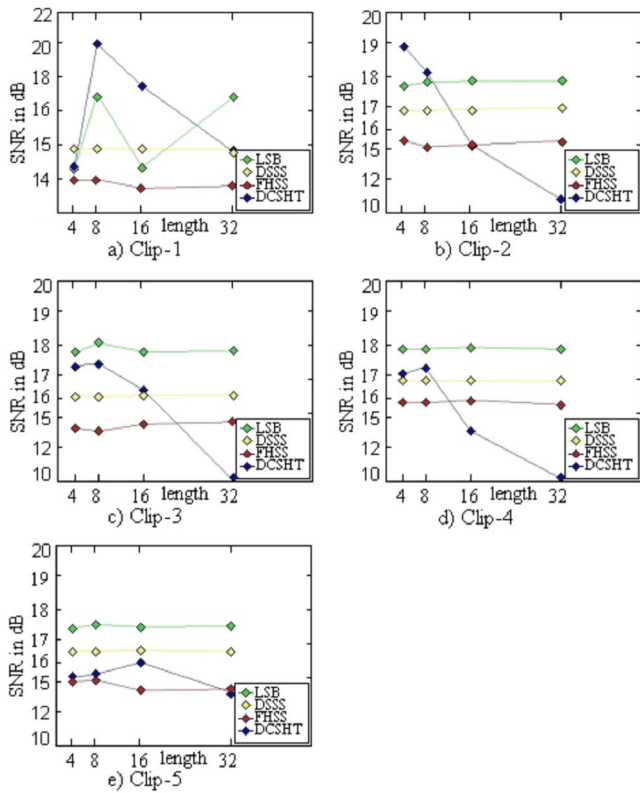 22
20
18
16
15
14
SNR in dB
LSB
DSSS
FHSS
DCSHT
4 8 16 length 32
a) Clip-1
20
19
18
17
16
15
12
10
SNR in dB
LSB
DSSS
FHSS
DCSHT
4 8 16 length 32
b) Clip-2
20
19
18
17
16
15
12
10
SNR in dB
LSB
DSSS
FHSS
DCSHT
4 8 16 length 32
c) Clip-3
20
19
18
17
16
15
12
10
SNR in dB
LSB
DSSS
FHSS
DCSHT
4 8 16 length 32
d) Clip-4
20
19
18
17
16
15
12
10
SNR in dB
LSB
DSSS
FHSS
DCSHT
4 8 16 length 32
e) Clip-5